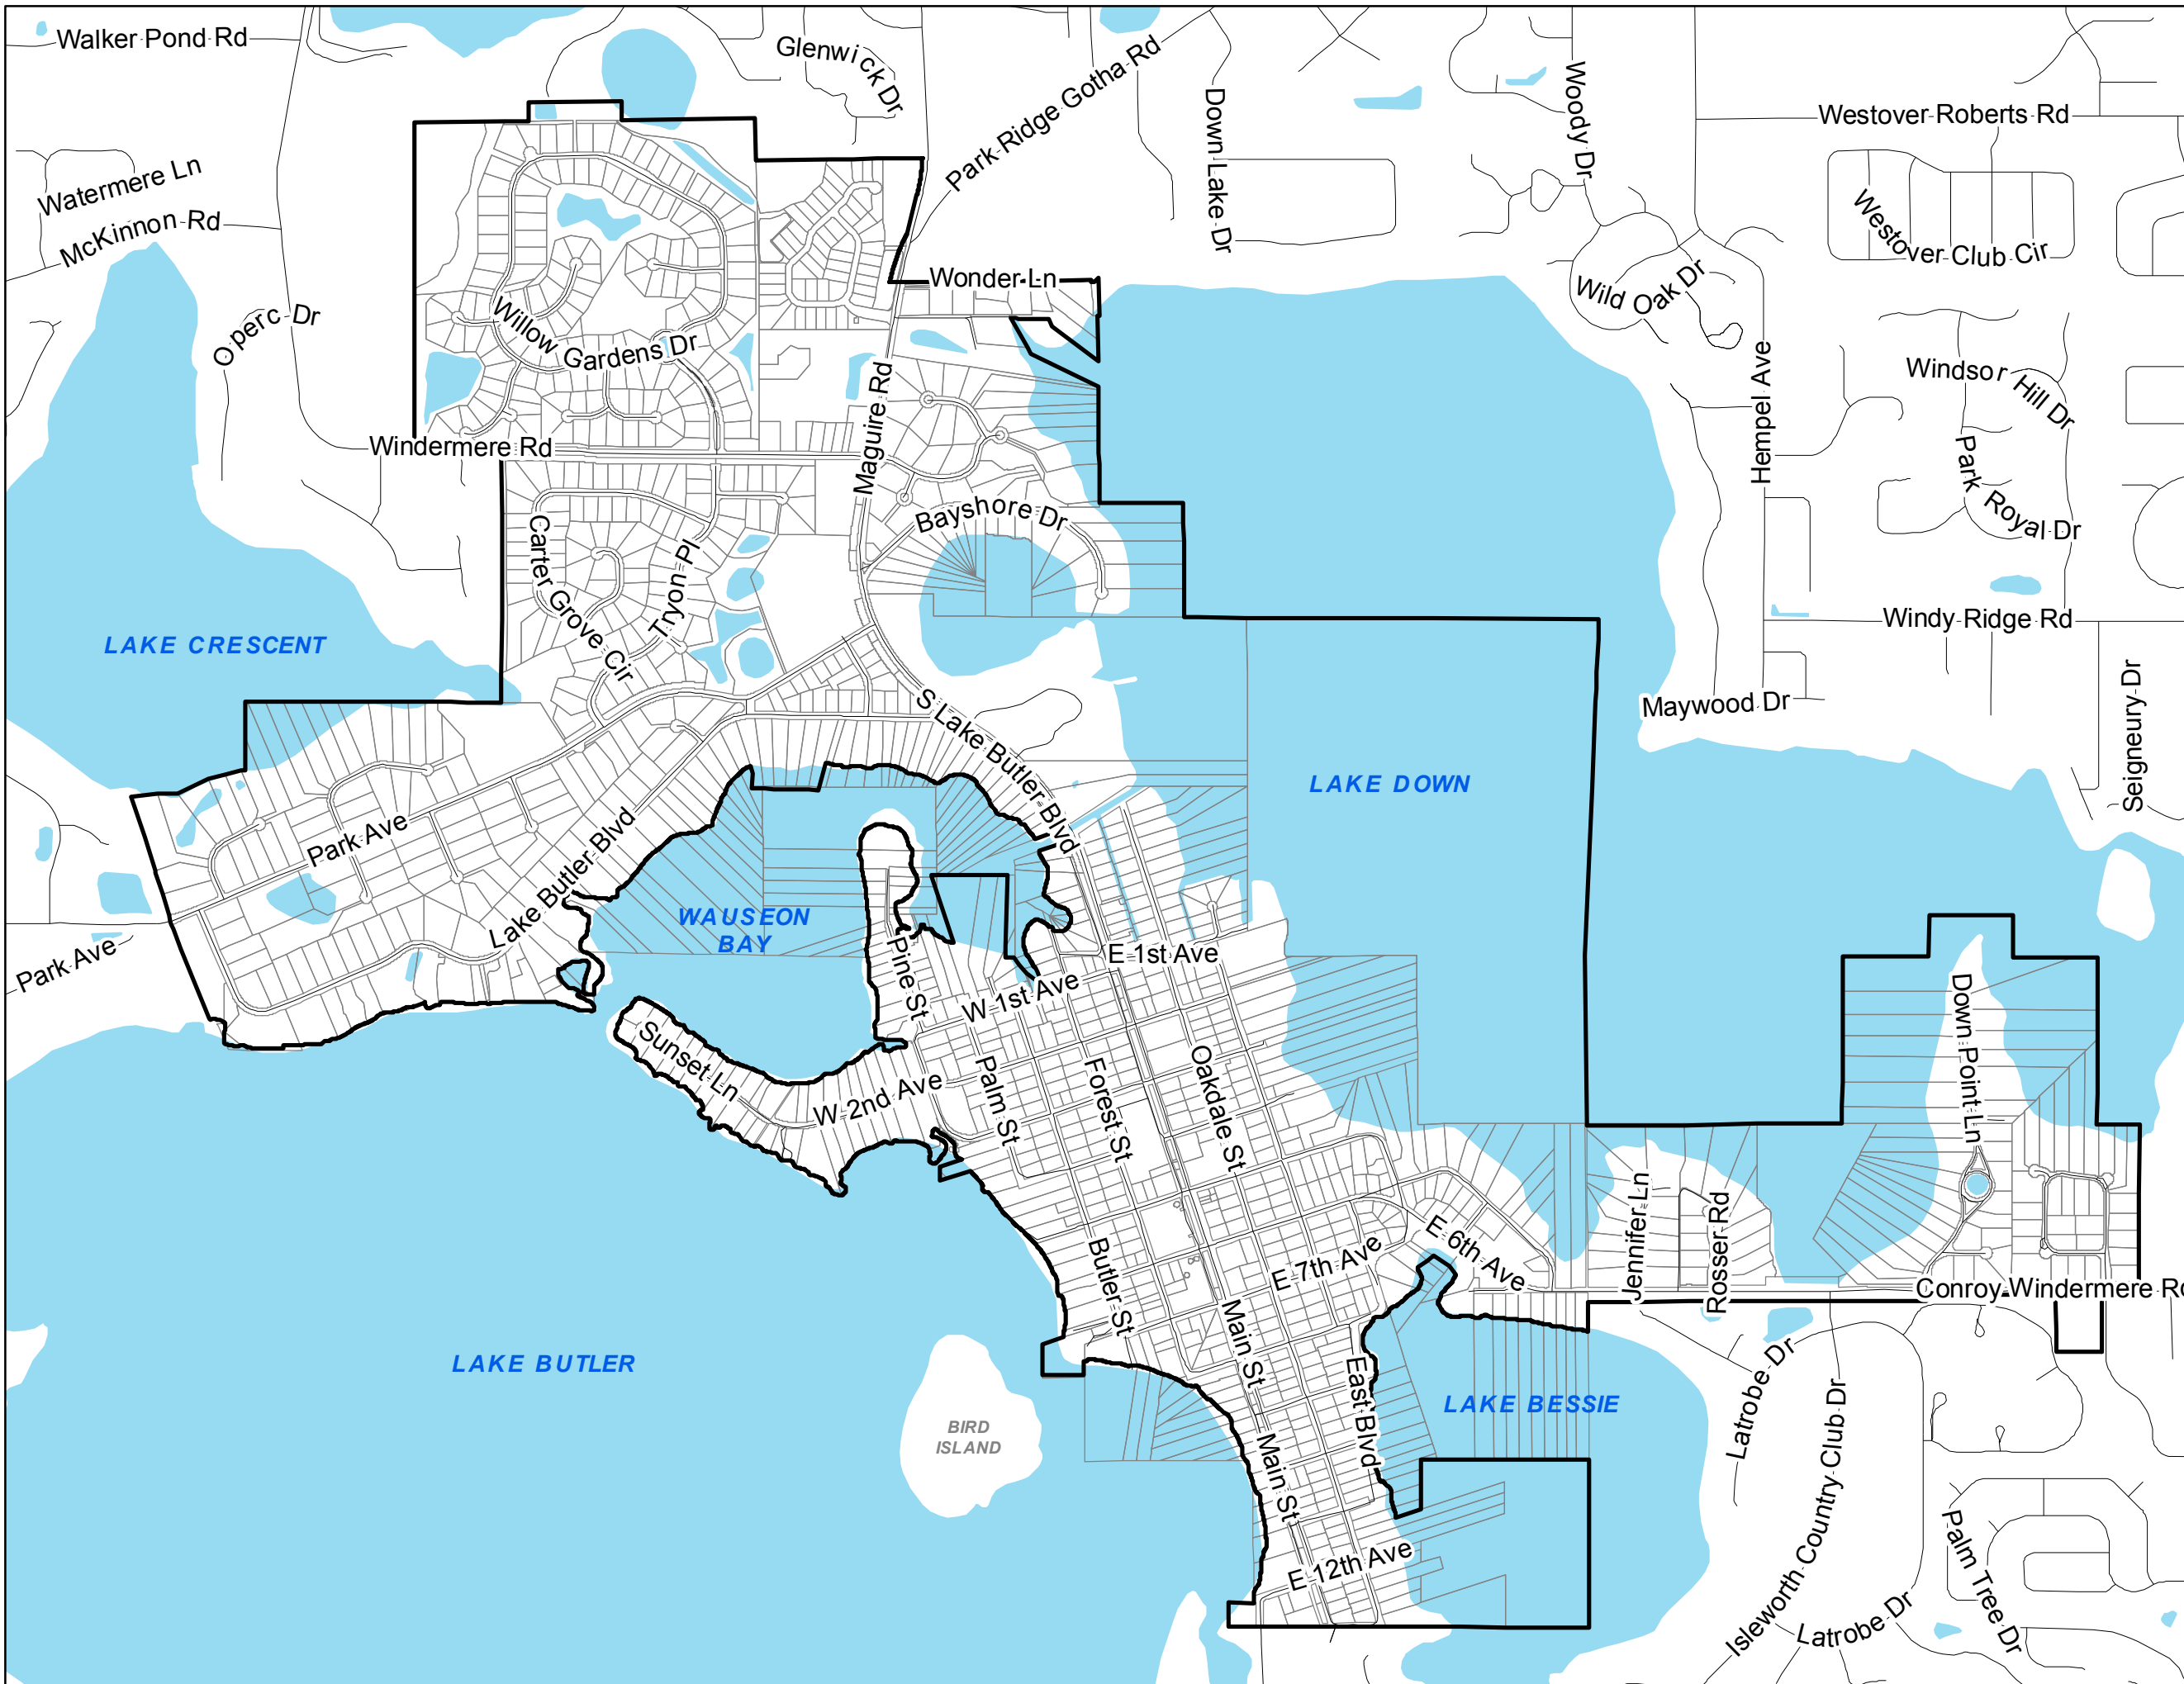 Walker Pond Rd
Glenwick Dr
Park Ridge Gotha Rd
Down Lake Dr
Woody Dr
Westover Roberts Rd
Watermere Ln
McKinnon Rd
Westover Club Cir
Wonder Ln
Wild Oak Dr
Operc Dr
Willow Gardens Dr
Maguire Rd
Hempel Ave
Windsor Hill Dr
Windermere Rd
Park Royal Dr
Bayshore Dr
Carter Grove Cir
Tryon Pl
LAKE CRESCENT
Windy Ridge Rd
Maywood Dr
Seigneury Dr
S Lake Butler Blvd
LAKE DOWN
Park Ave
Lake Butler Blvd
WAUSEON
BAY
Pine St
E 1st Ave
Park Ave
W 1st Ave
Down Point Ln
Sunset Ln
W 2nd Ave
Palm St
Forest St
Oakdale St
Jennifer Ln
Rosser Rd
E 6th Ave
E 7th Ave
Butler St
Conroy Windermere Rd
Main St
LAKE BUTLER
East Blvd
LAKE BESSIE
Latrobe Dr
Isleworth Country Club Dr
BIRD
ISLAND
Main St
E 12th Ave
Palm Tree Dr
Latrobe Dr